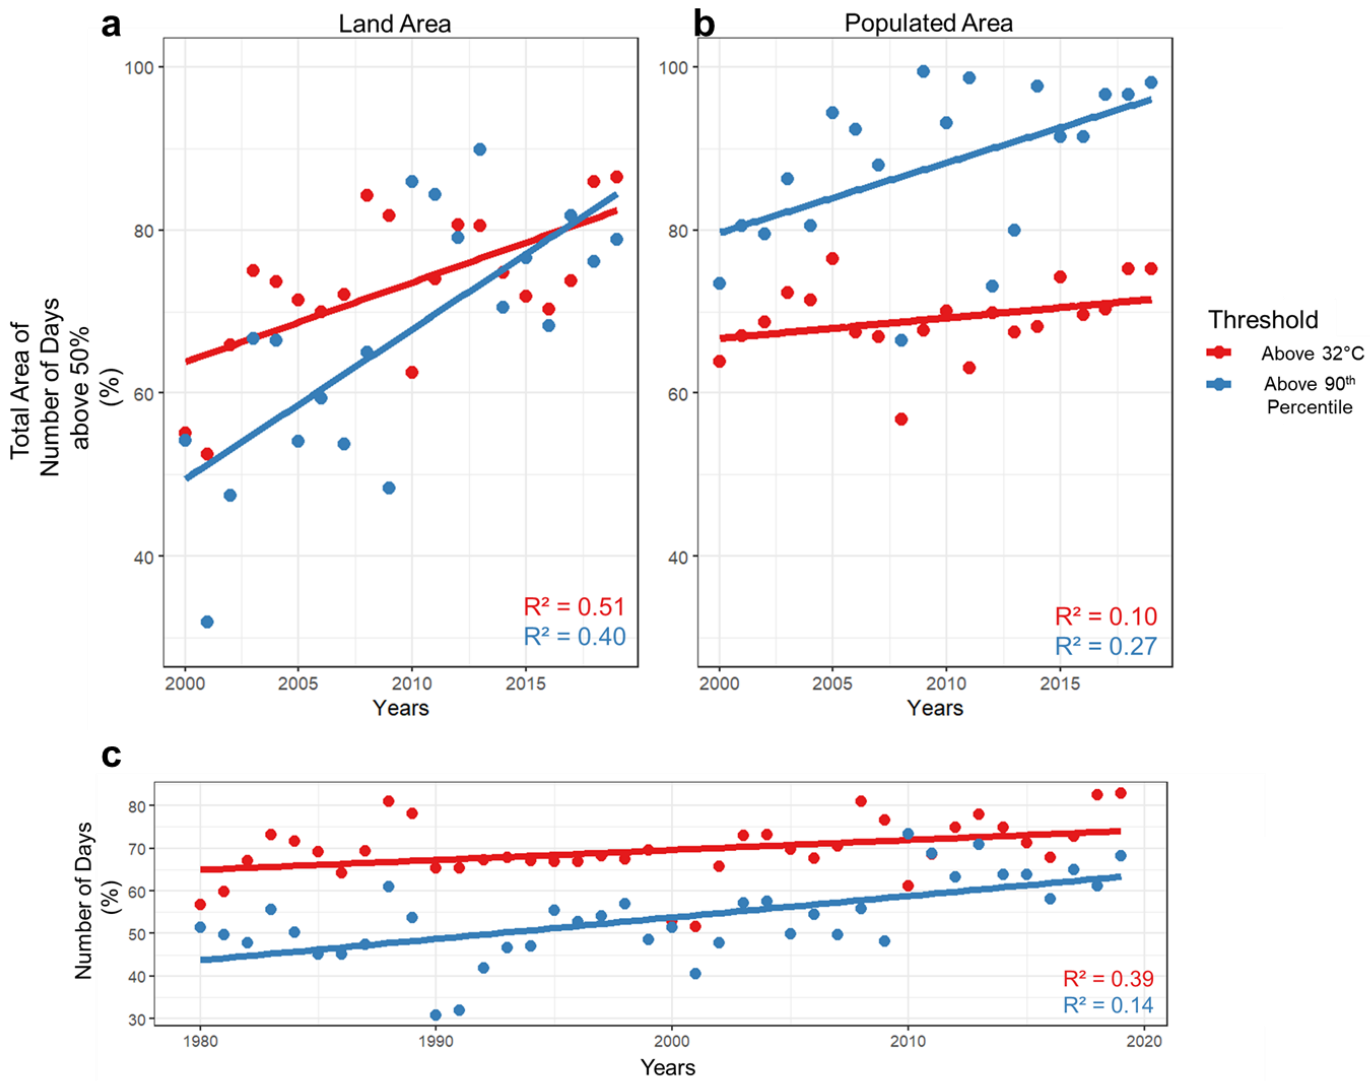 a
Land Area
b
Populated Area
Total Area of
Number of Days
above 50%
(%)
100
80
60
40
R² = 0.51
R² = 0.40
2000
2005
2010
2015
Years
100
80
60
40
R² = 0.10
R² = 0.27
2000
2005
2010
2015
Years
Threshold
Above 32°C
Above 90th
Percentile
c
Number of Days
(%)
80
70
60
50
40
30
R² = 0.39
R² = 0.14
1980
1990
2000
2010
2020
Years